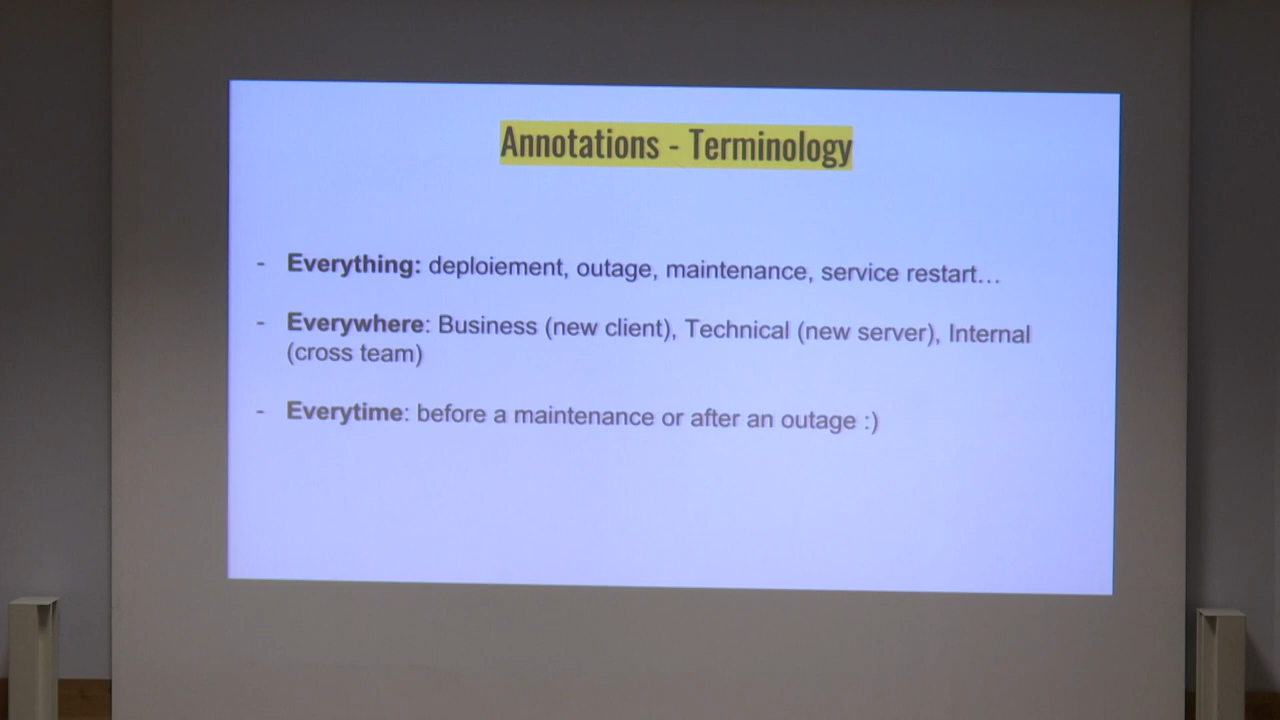 Annotations - Terminology
- Everything: deploiement, outage, maintenance, service restart…
- Everywhere: Business (new client), Technical (new server), Internal
(cross team)
- Everytime: before a maintenance or after an outage :)